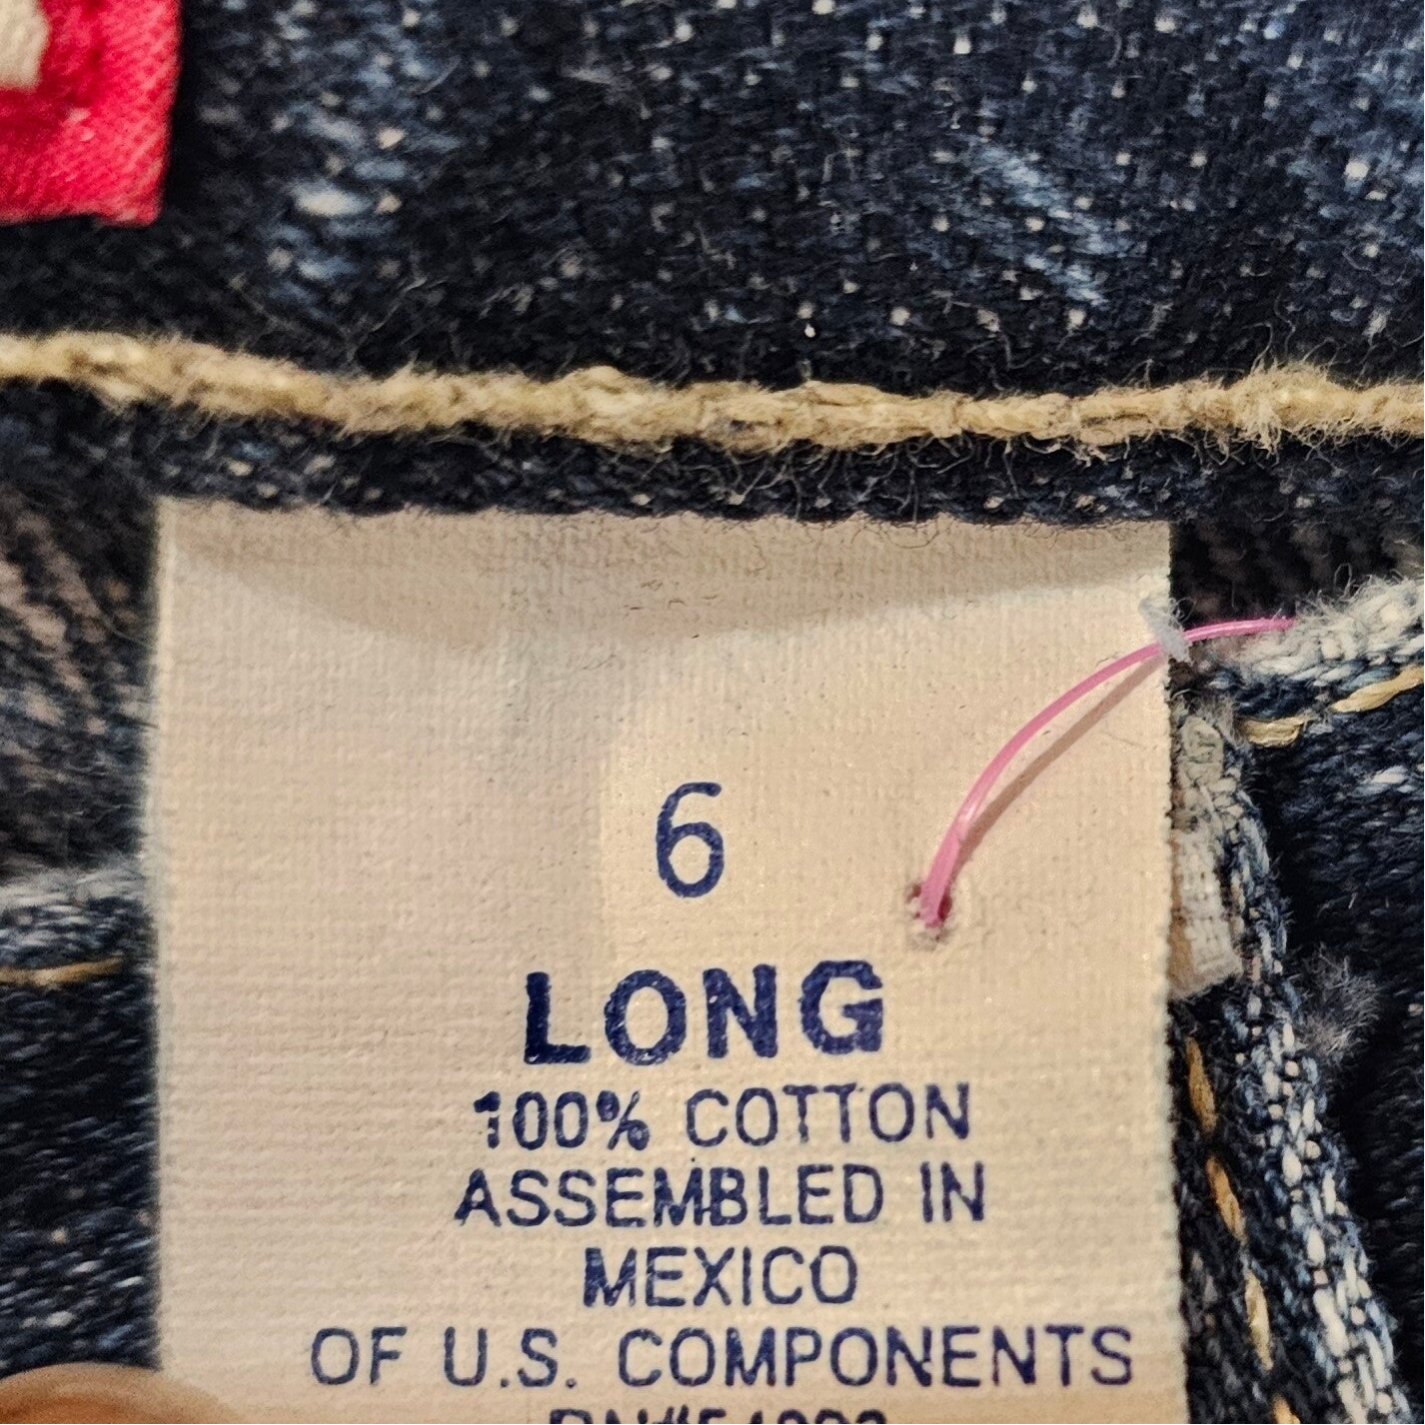 6
LONG
100% COTTON
ASSEMBLED IN
MEXICO
OF U.S. COMPONENTS